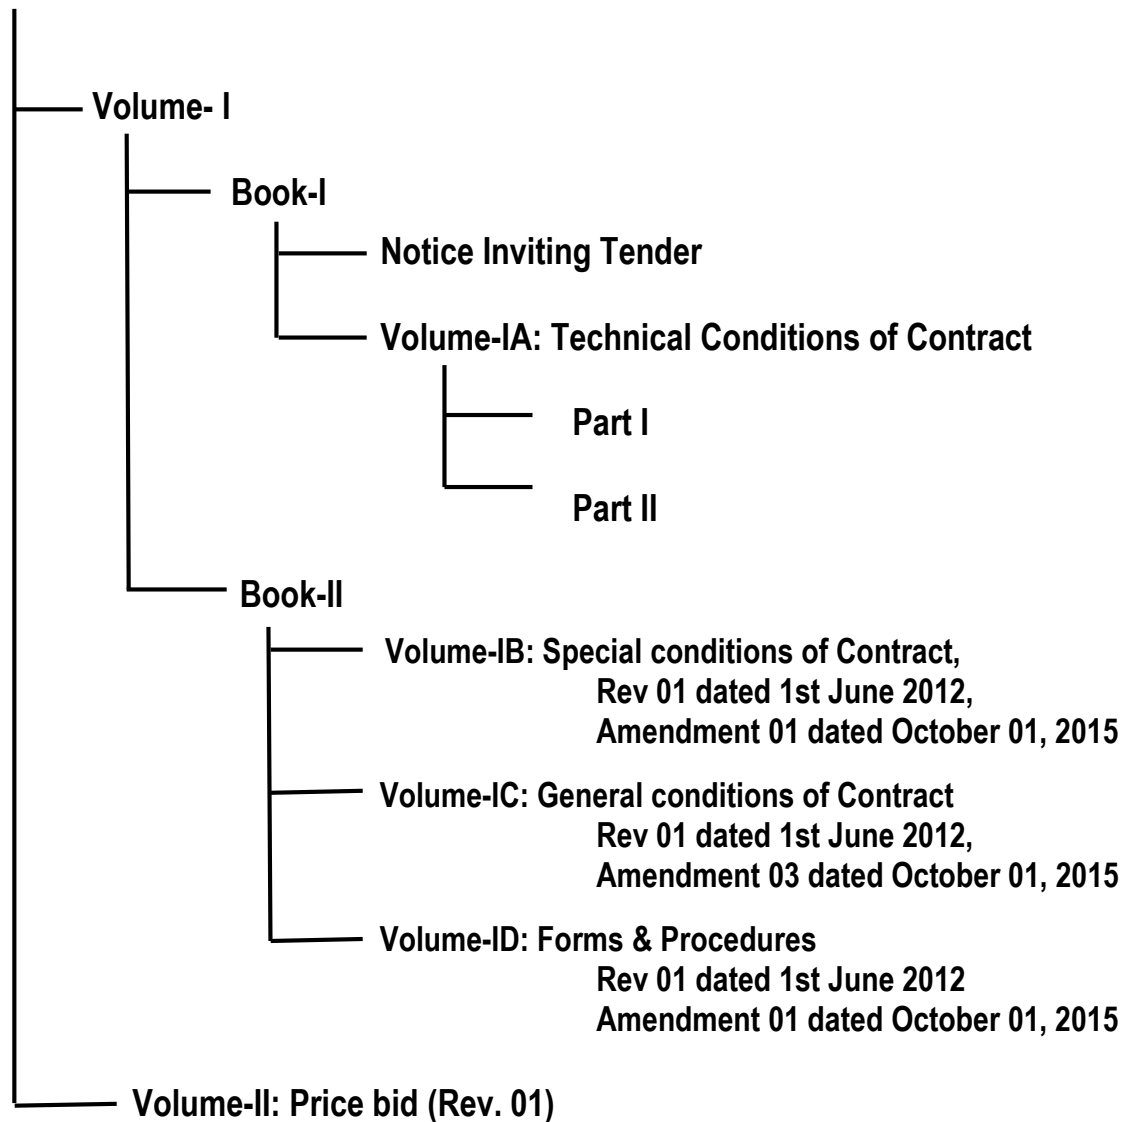 Volume- I
Book-I
Notice Inviting Tender
Volume-IA: Technical Conditions of Contract
Part I
Part II
Book-II
Volume-IB: Special conditions of Contract,
Rev 01 dated 1st June 2012,
Amendment 01 dated October 01, 2015
Volume-IC: General conditions of Contract
Rev 01 dated 1st June 2012,
Amendment 03 dated October 01, 2015
Volume-ID: Forms & Procedures
Rev 01 dated 1st June 2012
Amendment 01 dated October 01, 2015
Volume-II: Price bid (Rev. 01)